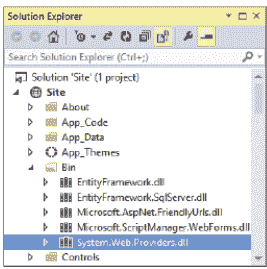 Solution Explorer
Search Solution Explorer (Ctrl+;)
Solution 'Site' (1 project)
Site
About
App_Code
App_Data
App_Themes
Bin
EntityFramework.dll
EntityFramework.SqlServer.dll
Microsoft.AspNet.FriendlyUrls.dll
Microsoft.ScriptManager.WebForms.dll
System.Web.Providers.dll
Controls